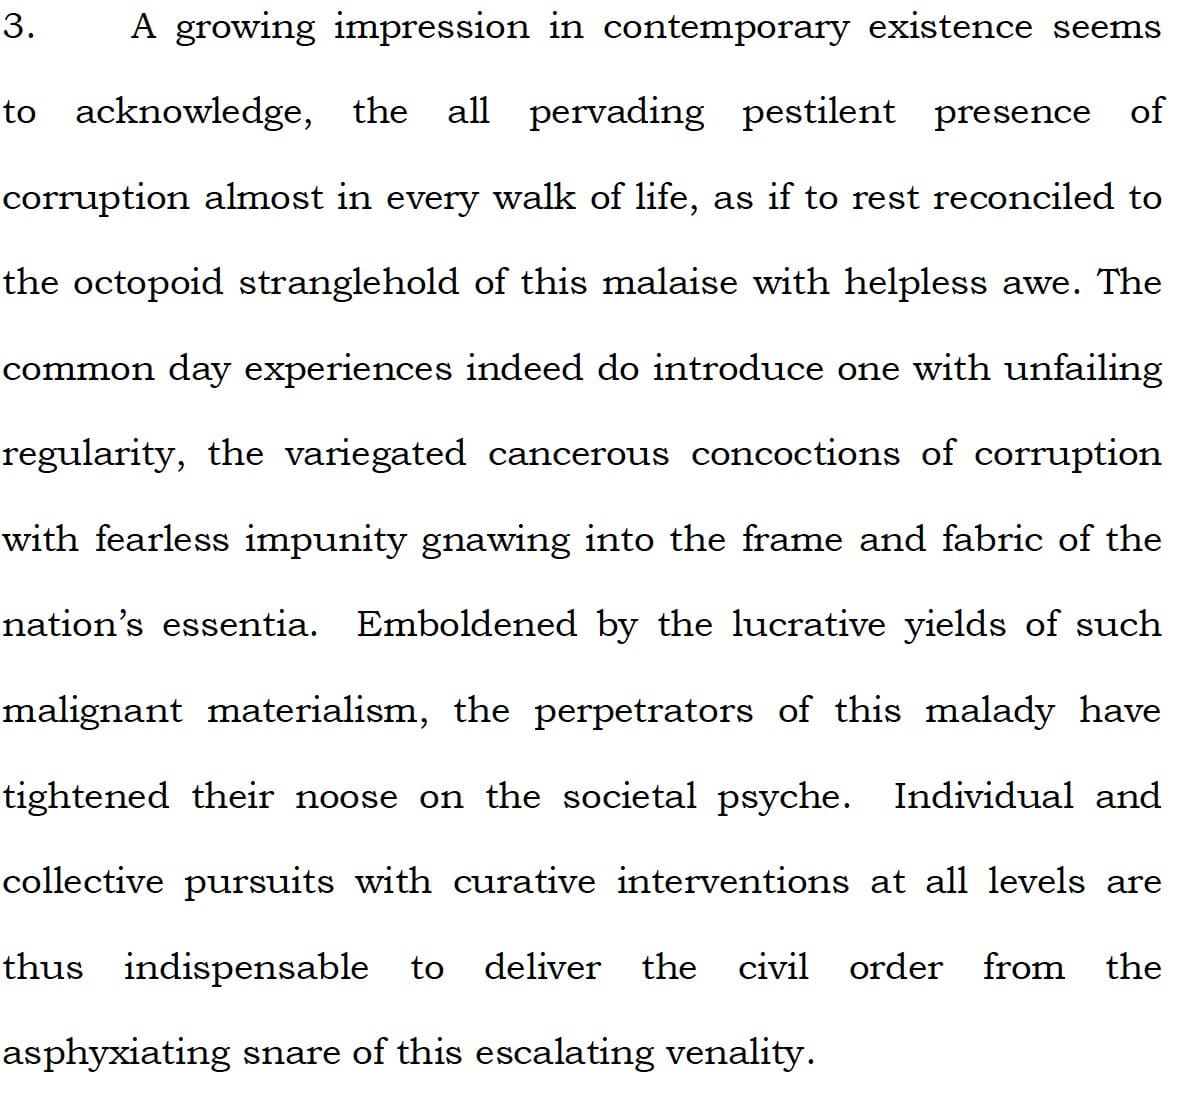 3. A growing impression in contemporary existence seems
to acknowledge, the all pervading pestilent presence of
corruption almost in every walk of life, as if to rest reconciled to
the octopoid stranglehold of this malaise with helpless awe. The
common day experiences indeed do introduce one with unfailing
regularity, the variegated cancerous concoctions of corruption
with fearless impunity gnawing into the frame and fabric of the
nation’s essentia. Emboldened by the lucrative yields of such
malignant materialism, the perpetrators of this malady have
tightened their noose on the societal psyche. Individual and
collective pursuits with curative interventions at all levels are
thus indispensable to deliver the civil order from the
asphyxiating snare of this escalating venality.